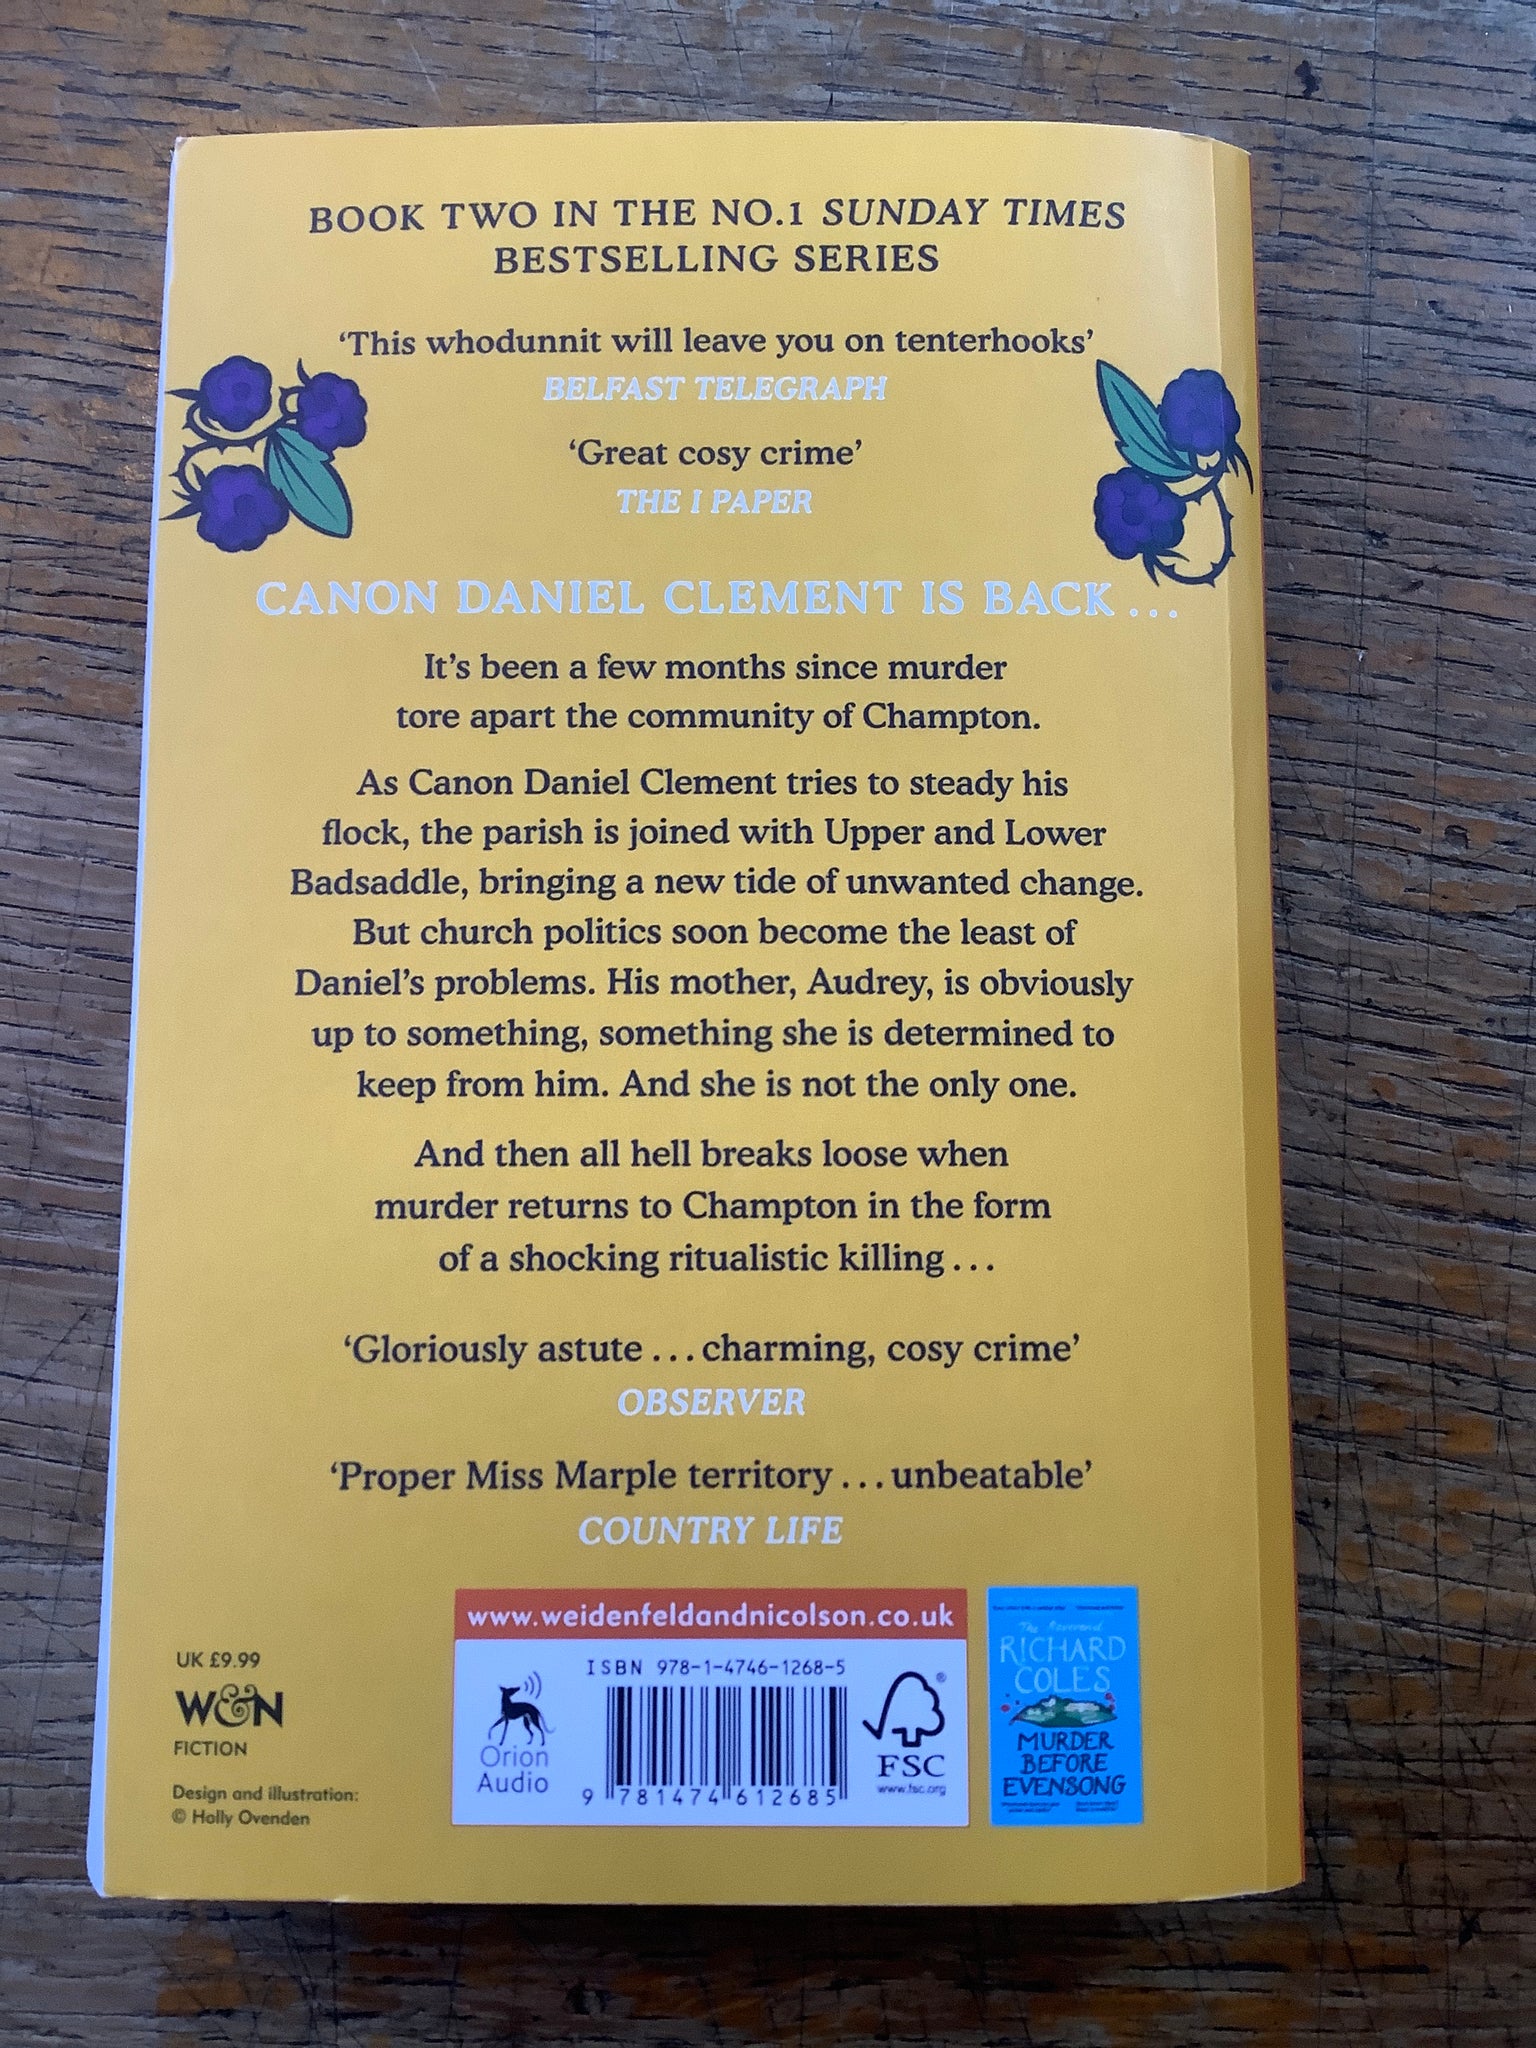 BOOK TWO IN THE NO.1 SUNDAY TIMES
BESTSELLING SERIES
‘This whodunnit will leave you on tenterhooks’
BELFAST TELEGRAPH
‘Great cosy crime’
THE I PAPER
CANON DANIEL CLEMENT IS BACK...
It’s been a few months since murder
tore apart the community of Champton.
As Canon Daniel Clement tries to steady his
flock, the parish is joined with Upper and Lower
Badsaddle, bringing a new tide of unwanted change.
But church politics soon become the least of
Daniel’s problems. His mother, Audrey, is obviously
up to something, something she is determined to
keep from him. And she is not the only one.
And then all hell breaks loose when
murder returns to Champton in the form
of a shocking ritualistic killing...
‘Gloriously astute...charming, cosy crime’
OBSERVER
‘Proper Miss Marple territory...unbeatable’
COUNTRY LIFE
UK £9.99
W&N
FICTION
Design and illustration:
© Holly Ovenden
www.weidenfeldandnicolson.co.uk
ISBN 978-1-4746-1268-5
Orion
Audio
9 781474 612685
®
FSC
www.fsc.org
The Reverend
RICHARD
COLES
MURDER
BEFORE
EVENSONG